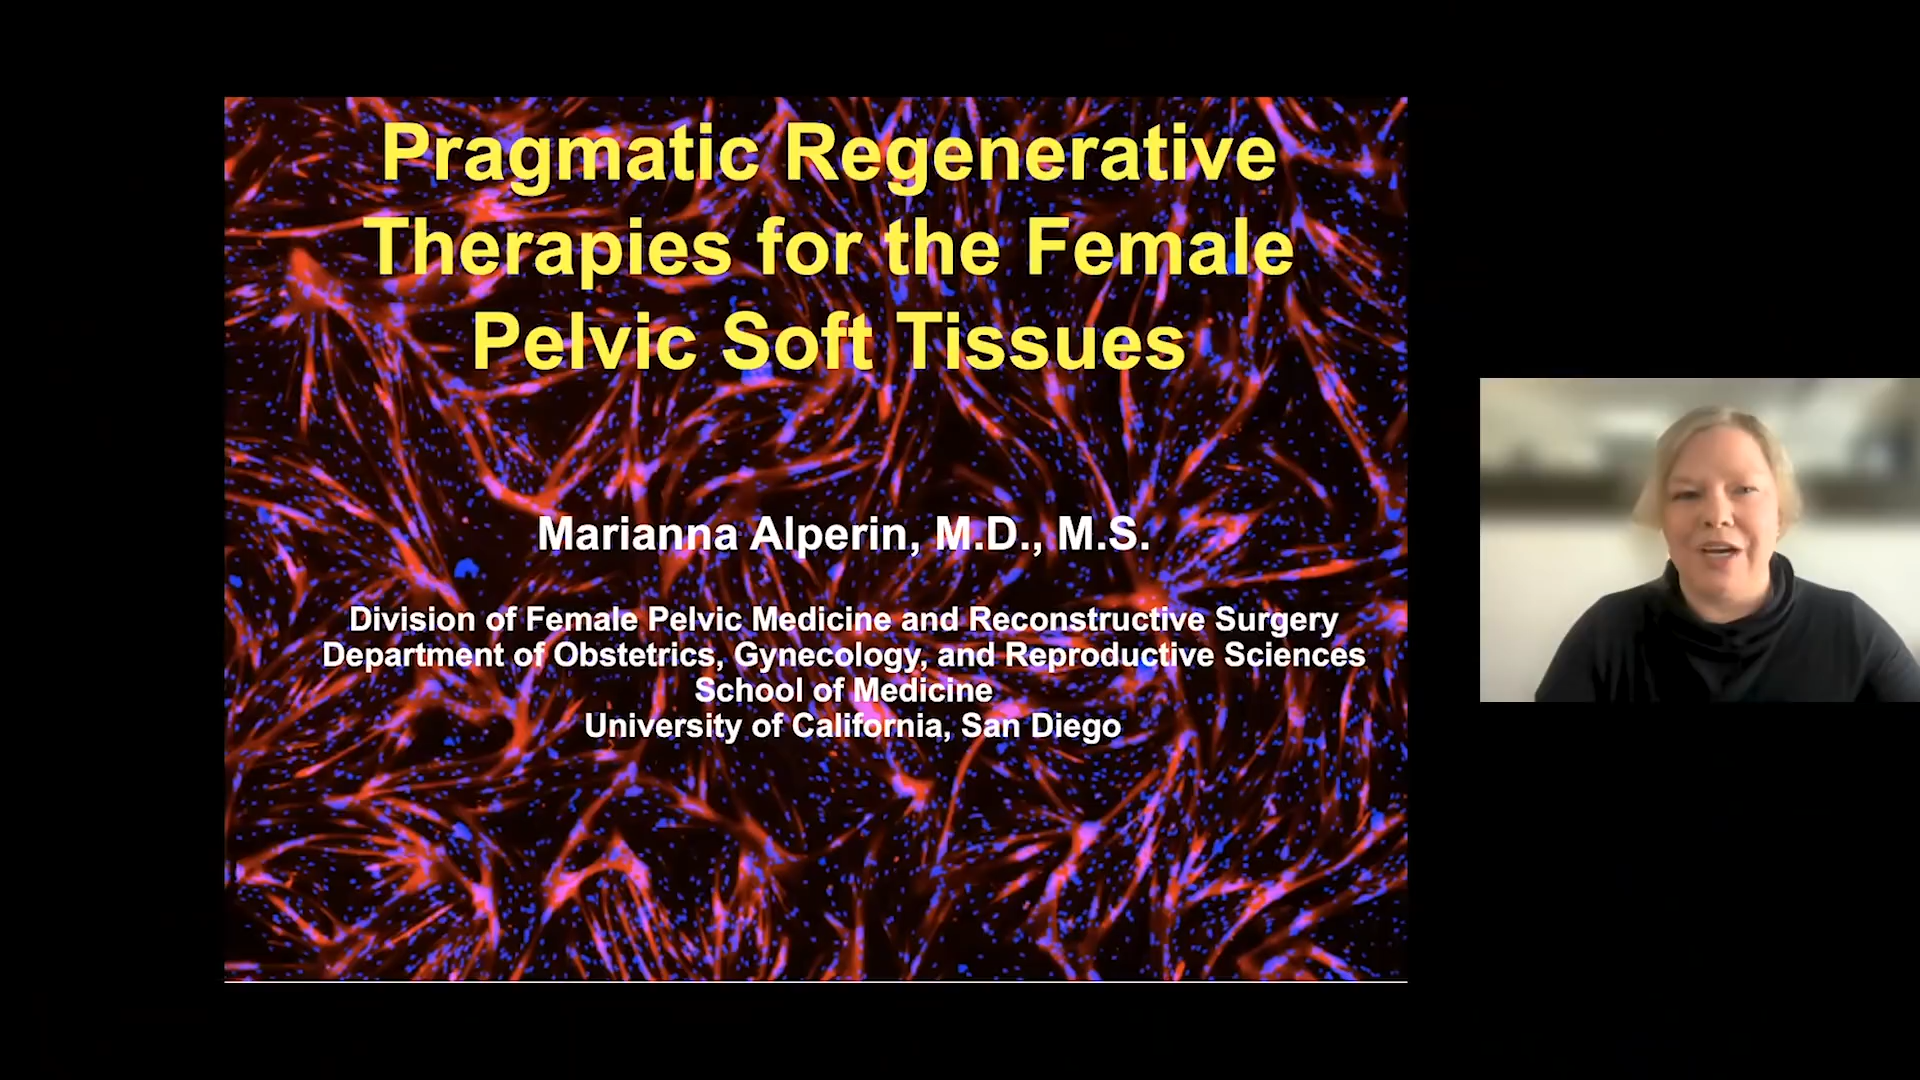 Pragmatic Regenerative
Therapies for the Female
Pelvic Soft Tissues
Marianna Alperin, M.D., M.S.
Division of Female Pelvic Medicine and Reconstructive Surgery
Department of Obstetrics, Gynecology, and Reproductive Sciences
School of Medicine
University of California, San Diego